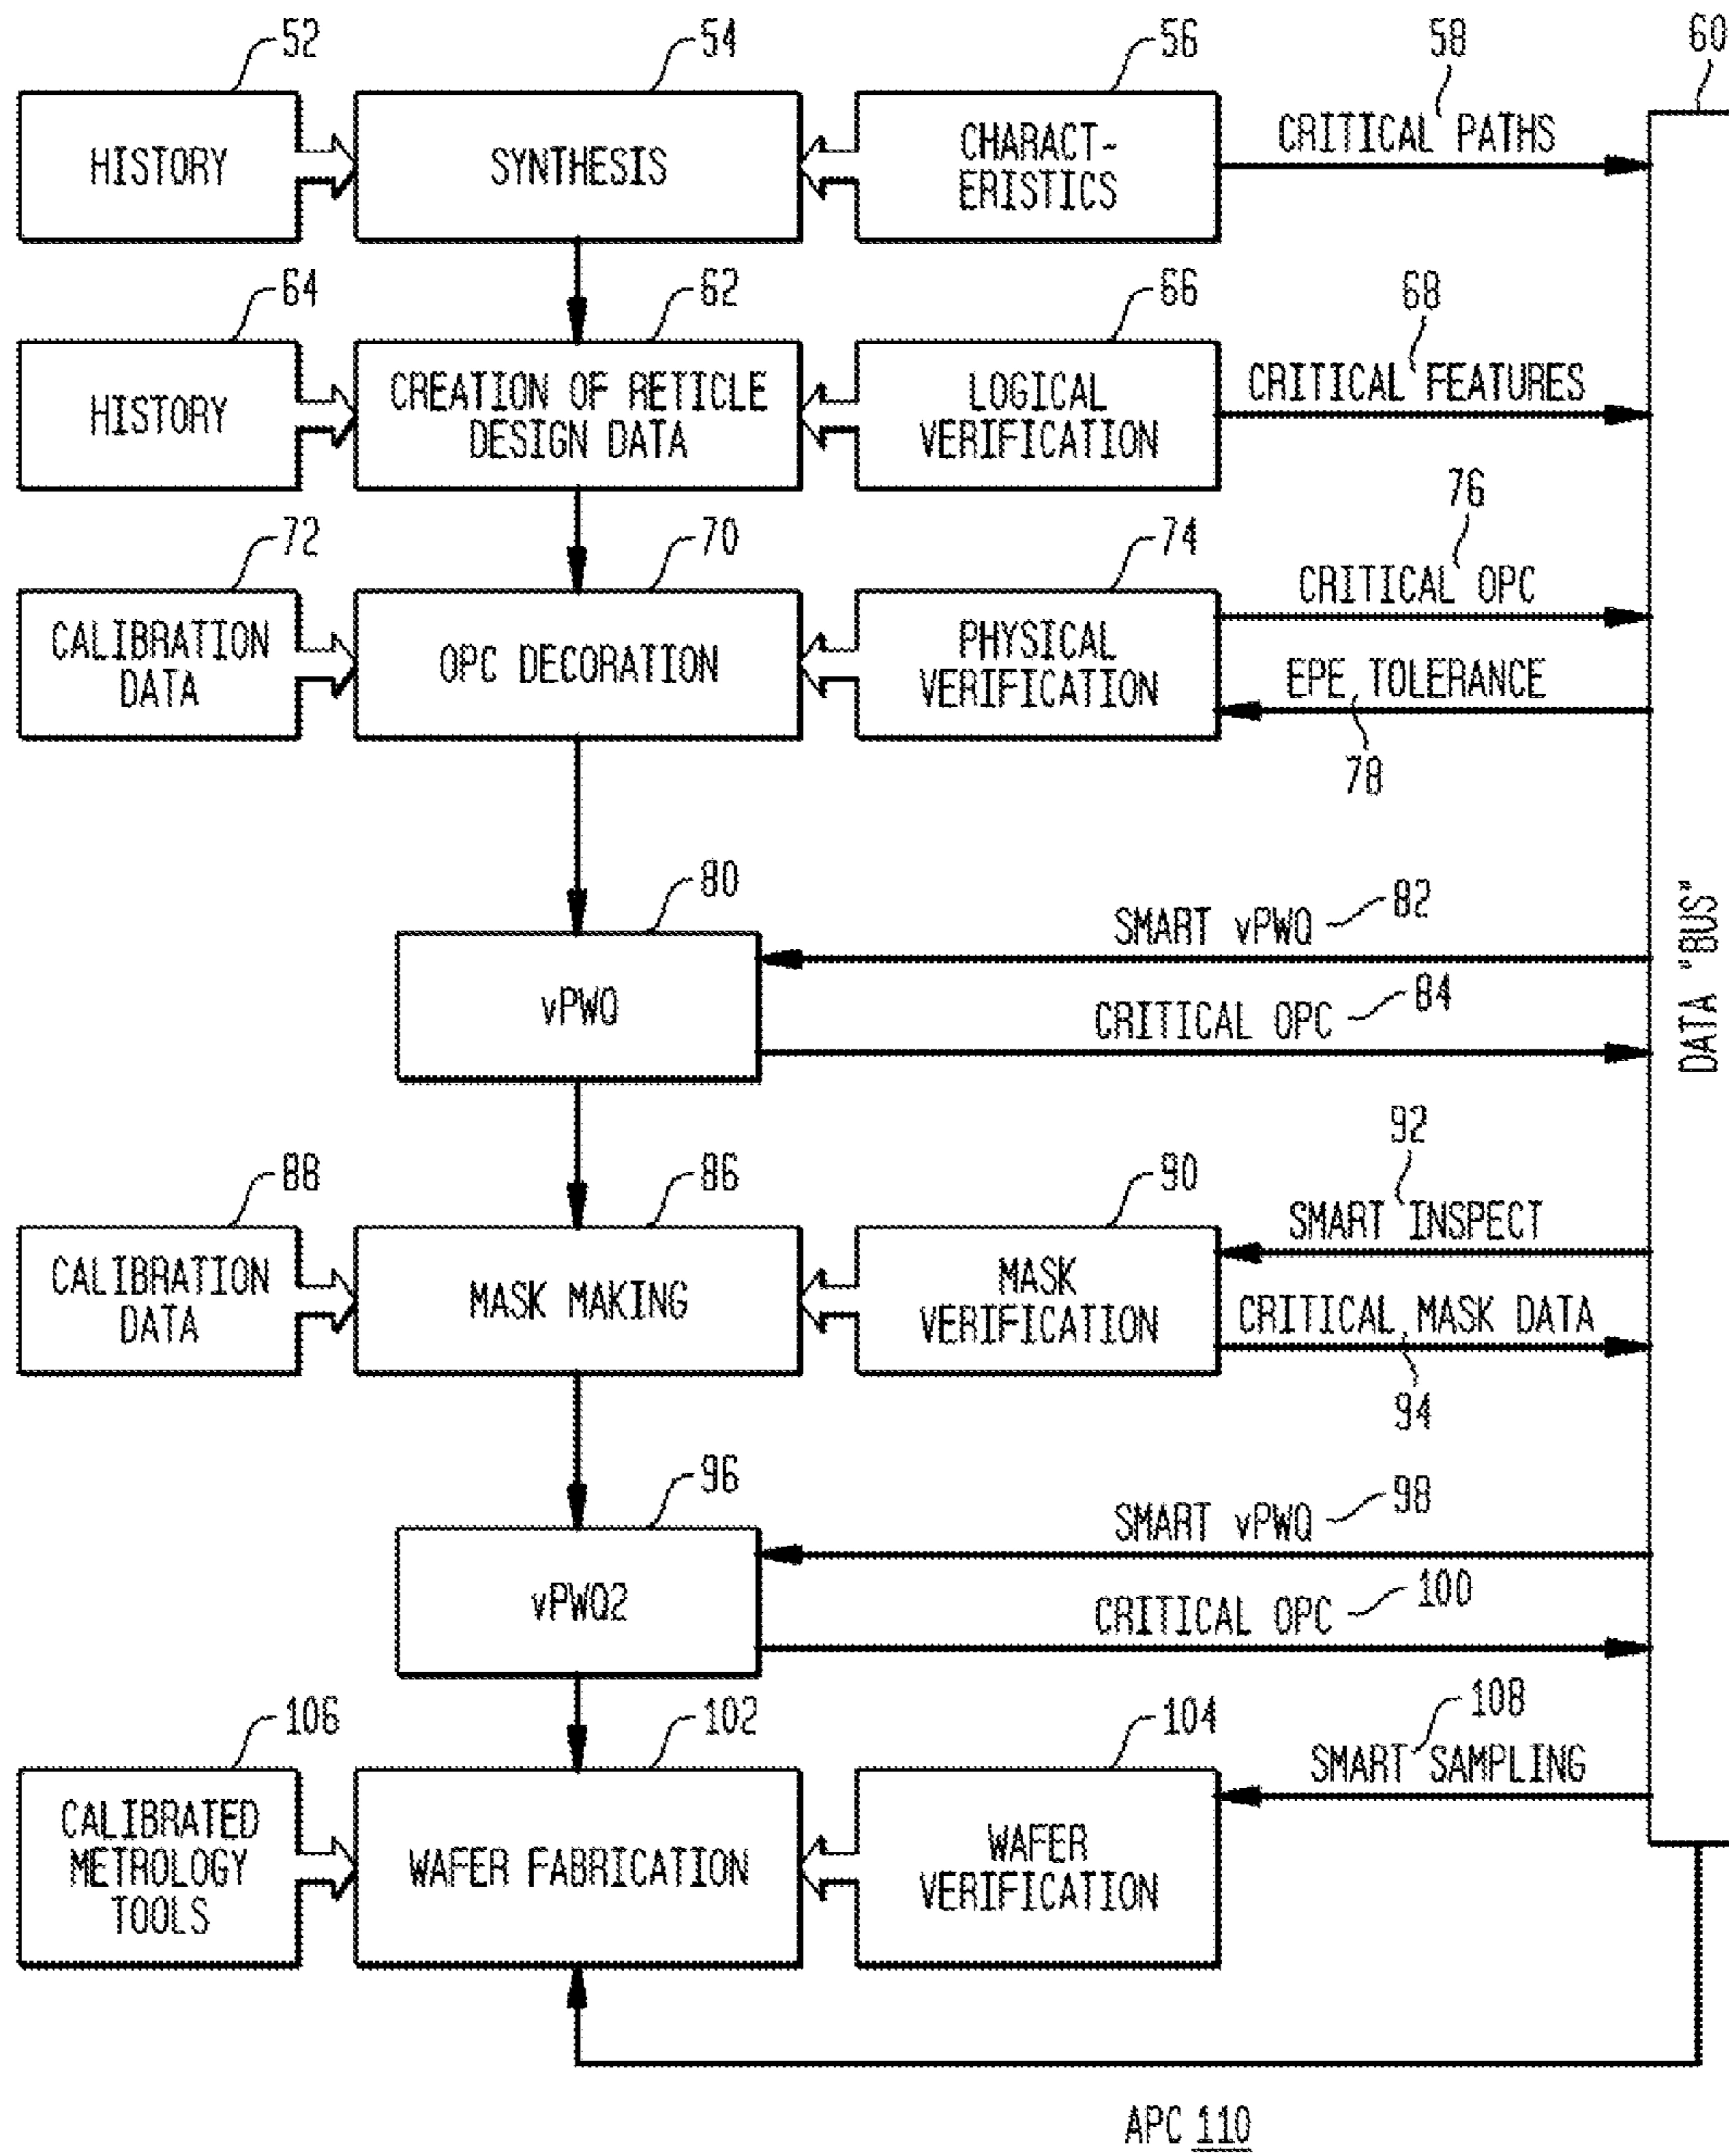 52
54
56
58
60
HISTORY
SYNTHESIS
CHARACT-
ERISTICS
CRITICAL PATHS
64
62
66
68
HISTORY
CREATION OF RETICLE
DESIGN DATA
LOGICAL
VERIFICATION
CRITICAL FEATURES
72
70
74
76
CALIBRATION
DATA
OPC DECORATION
PHYSICAL
VERIFICATION
CRITICAL OPC
EPE TOLERANCE
78
80
vPWQ
SMART vPWQ
82
CRITICAL OPC
84
DATA "BUS"
88
86
90
92
CALIBRATION
DATA
MASK MAKING
MASK
VERIFICATION
SMART INSPECT
CRITICAL MASK DATA
94
96
vPWQ2
SMART vPWQ
98
CRITICAL OPC
100
106
102
104
108
CALIBRATED
METROLOGY
TOOLS
WAFER FABRICATION
WAFER
VERIFICATION
SMART SAMPLING
APC 110